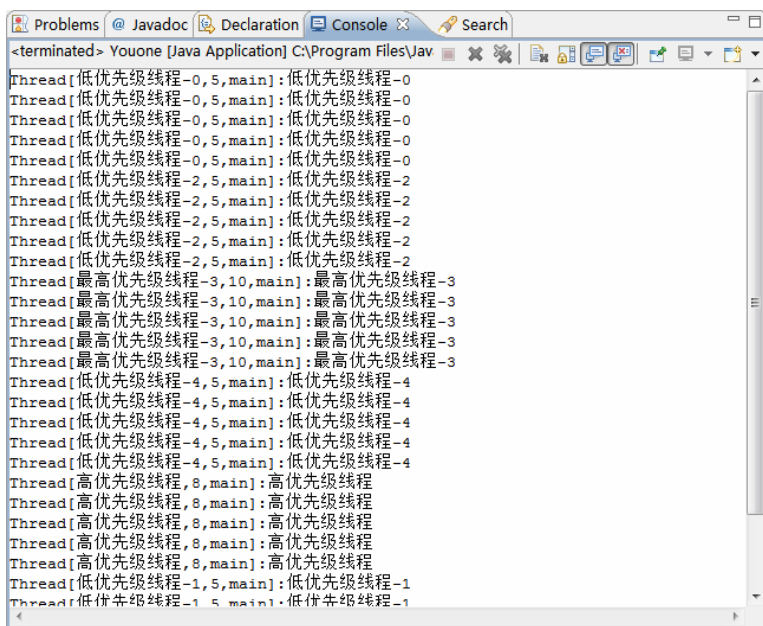 Problems @ Javadoc Declaration Console Search
<terminated> Youone [Java Application] C:\Program Files\Jav
Thread[低优先级线程-0,5,main]:低优先级线程-0
Thread[低优先级线程-0,5,main]:低优先级线程-0
Thread[低优先级线程-0,5,main]:低优先级线程-0
Thread[低优先级线程-0,5,main]:低优先级线程-0
Thread[低优先级线程-0,5,main]:低优先级线程-0
Thread[低优先级线程-2,5,main]:低优先级线程-2
Thread[低优先级线程-2,5,main]:低优先级线程-2
Thread[低优先级线程-2,5,main]:低优先级线程-2
Thread[低优先级线程-2,5,main]:低优先级线程-2
Thread[低优先级线程-2,5,main]:低优先级线程-2
Thread[最高优先级线程-3,10,main]:最高优先级线程-3
Thread[最高优先级线程-3,10,main]:最高优先级线程-3
Thread[最高优先级线程-3,10,main]:最高优先级线程-3
Thread[最高优先级线程-3,10,main]:最高优先级线程-3
Thread[最高优先级线程-3,10,main]:最高优先级线程-3
Thread[低优先级线程-4,5,main]:低优先级线程-4
Thread[低优先级线程-4,5,main]:低优先级线程-4
Thread[低优先级线程-4,5,main]:低优先级线程-4
Thread[低优先级线程-4,5,main]:低优先级线程-4
Thread[低优先级线程-4,5,main]:低优先级线程-4
Thread[高优先级线程,8,main]:高优先级线程
Thread[高优先级线程,8,main]:高优先级线程
Thread[高优先级线程,8,main]:高优先级线程
Thread[高优先级线程,8,main]:高优先级线程
Thread[高优先级线程,8,main]:高优先级线程
Thread[低优先级线程-1,5,main]:低优先级线程-1
Thread[低优先级线程-1,5,main]:低优先级线程-1